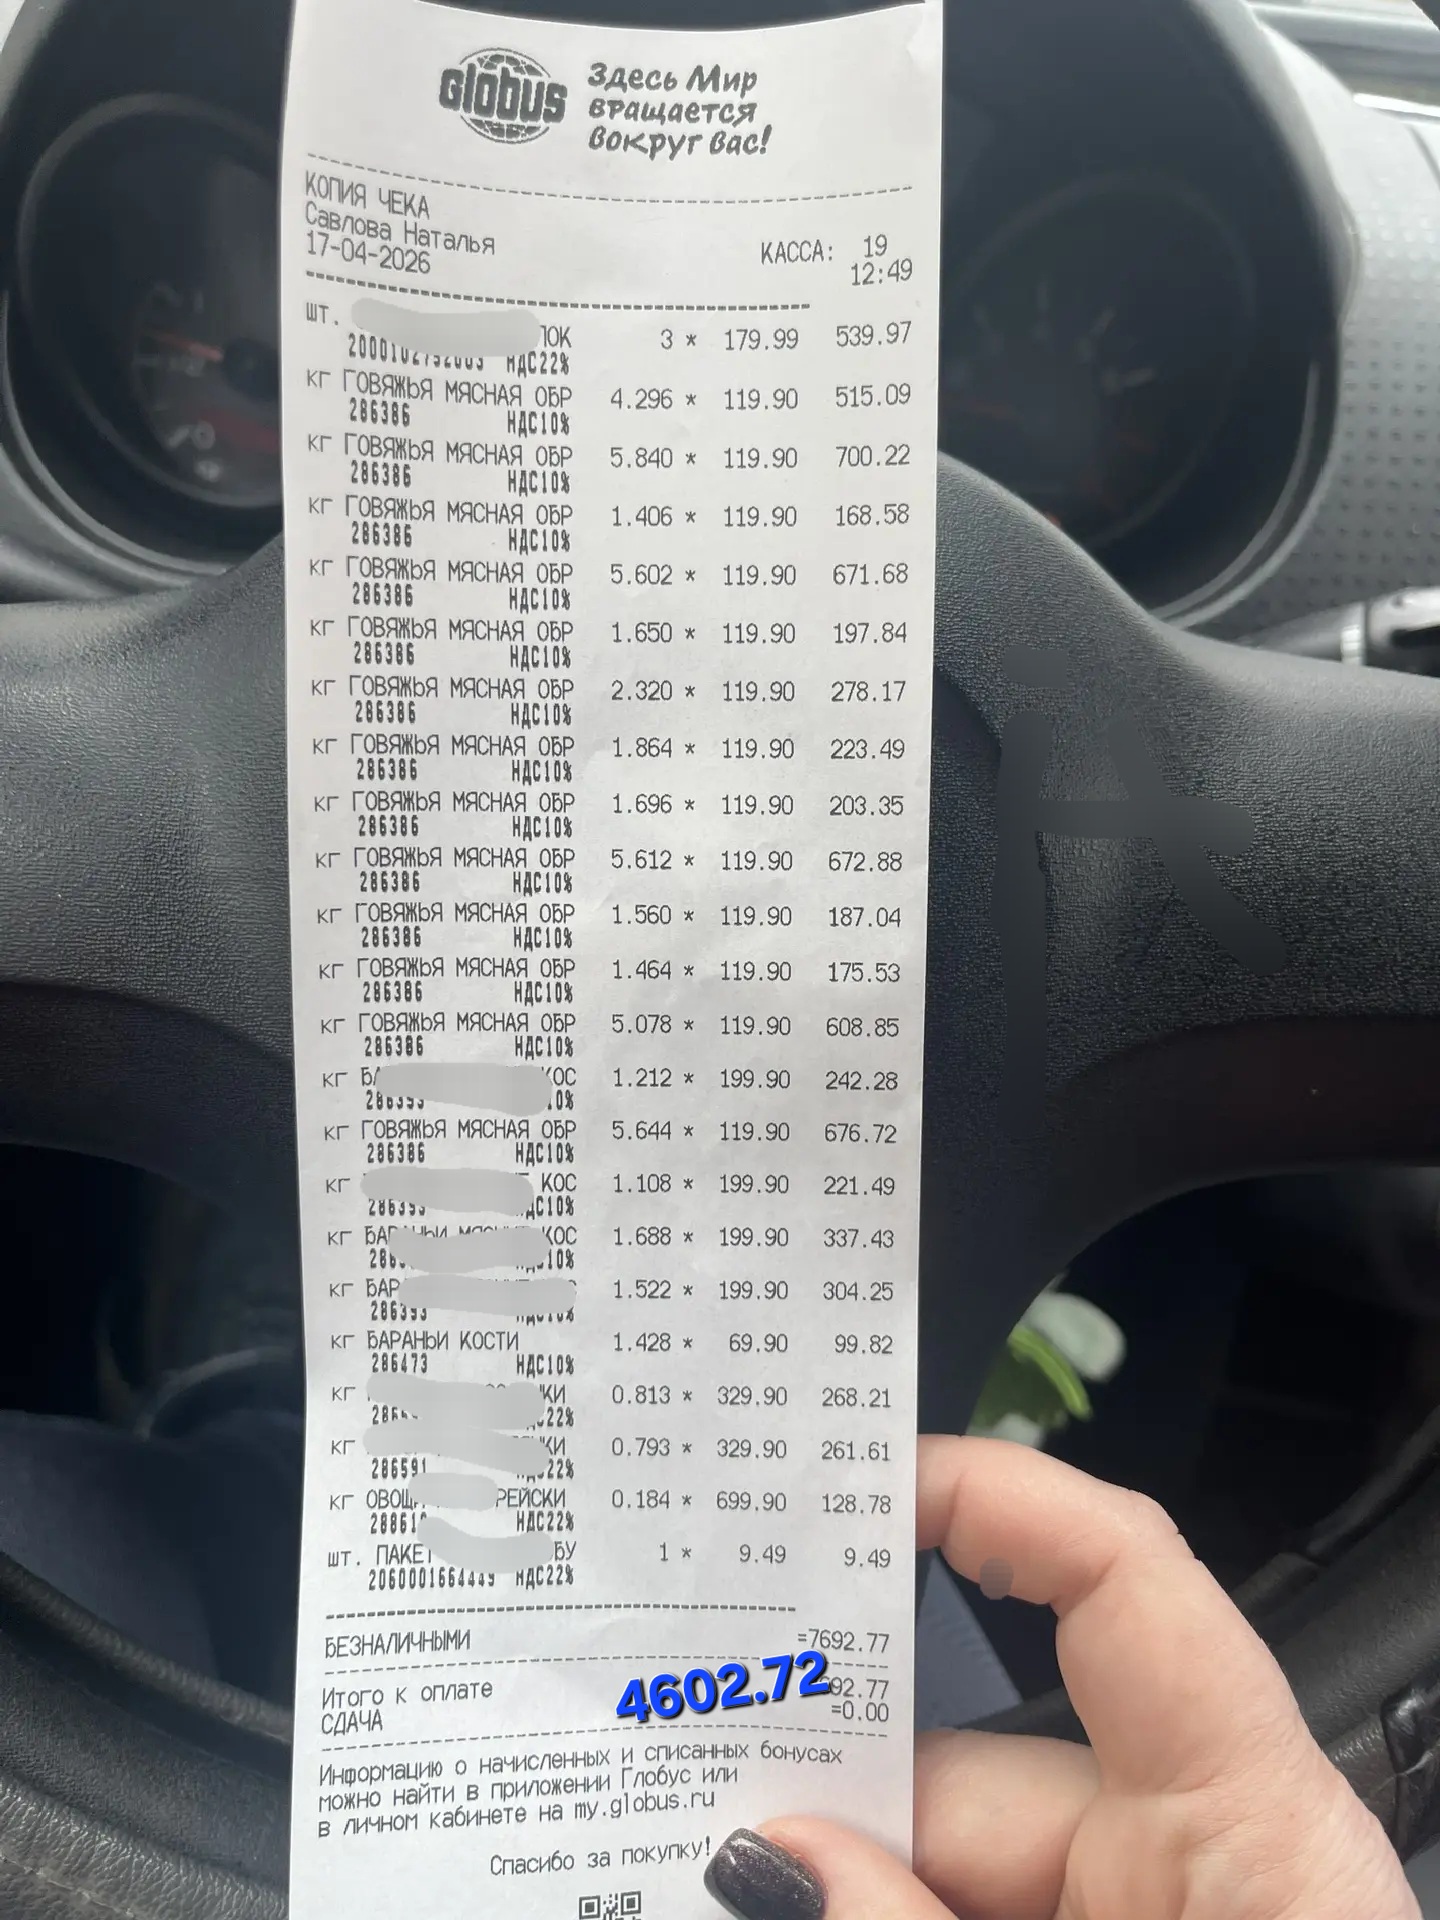 Globus
Здесь Мир
вращается
вокруг вас!
КОПИЯ ЧЕКА
Савлова Наталья
17-04-2026
КАССА: 19
12:49
шт. ЛОК 3 * 179.99 539.97
НДС22%
кг ГОВЯЖЬЯ МЯСНАЯ ОБР 4.296 * 119.90 515.09
286386 НДС10%
кг ГОВЯЖЬЯ МЯСНАЯ ОБР 5.840 * 119.90 700.22
286386 НДС10%
кг ГОВЯЖЬЯ МЯСНАЯ ОБР 1.406 * 119.90 168.58
286386 НДС10%
кг ГОВЯЖЬЯ МЯСНАЯ ОБР 5.602 * 119.90 671.68
286386 НДС10%
кг ГОВЯЖЬЯ МЯСНАЯ ОБР 1.650 * 119.90 197.84
286386 НДС10%
кг ГОВЯЖЬЯ МЯСНАЯ ОБР 2.320 * 119.90 278.17
286386 НДС10%
кг ГОВЯЖЬЯ МЯСНАЯ ОБР 1.864 * 119.90 223.49
286386 НДС10%
кг ГОВЯЖЬЯ МЯСНАЯ ОБР 1.696 * 119.90 203.35
286386 НДС10%
кг ГОВЯЖЬЯ МЯСНАЯ ОБР 5.612 * 119.90 672.88
286386 НДС10%
кг ГОВЯЖЬЯ МЯСНАЯ ОБР 1.560 * 119.90 187.04
286386 НДС10%
кг ГОВЯЖЬЯ МЯСНАЯ ОБР 1.464 * 119.90 175.53
286386 НДС10%
кг ГОВЯЖЬЯ МЯСНАЯ ОБР 5.078 * 119.90 608.85
286386 НДС10%
кг КОС 1.212 * 199.90 242.28
286393
кг ГОВЯЖЬЯ МЯСНАЯ ОБР 5.644 * 119.90 676.72
286386 НДС10%
кг КОС 1.108 * 199.90 221.49
286393 НДС10%
кг КОС 1.688 * 199.90 337.43
кг БАР 1.522 * 199.90 304.25
286393 НДС10%
кг БАРАНЬИ КОСТИ 1.428 * 69.90 99.82
286473 НДС10%
кг 0.813 * 329.90 268.21
22%
кг 0.793 * 329.90 261.61
286591 22%
кг ОВОЩ РЕЙСКИ 0.184 * 699.90 128.78
НДС22%
шт. ПАКЕТ БУ 1 * 9.49 9.49
2060001664449 НДС22%
БЕЗНАЛИЧНЫМИ =7692.77
4602.72
Итого к оплате 92.77
СДАЧА =0.00
Информацию о начисленных и списанных бонусах
можно найти в приложении Глобус или
в личном кабинете на my.globus.ru
Спасибо за покупку!